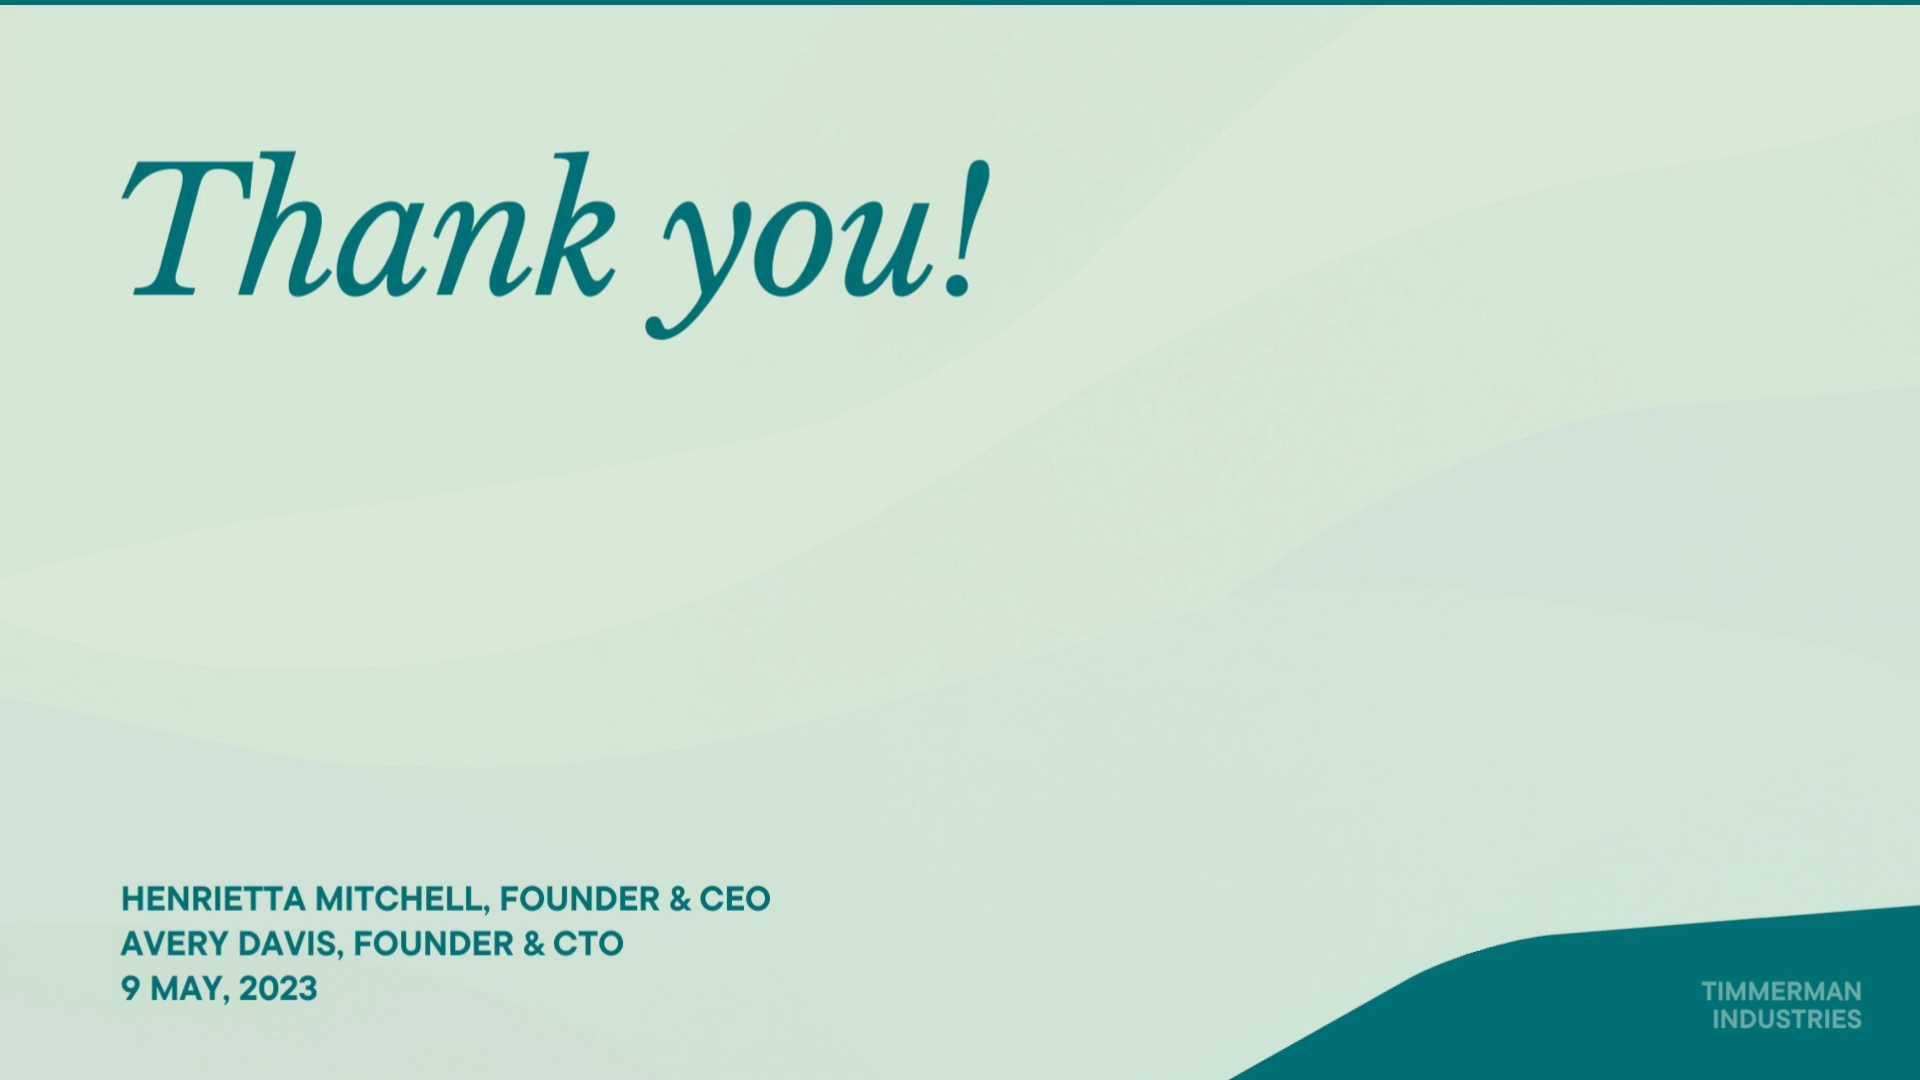 Thank you!
HENRIETTA MITCHELL, FOUNDER & CEO
AVERY DAVIS, FOUNDER & CTO
9 MAY, 2023
TIMMERMAN
INDUSTRIES